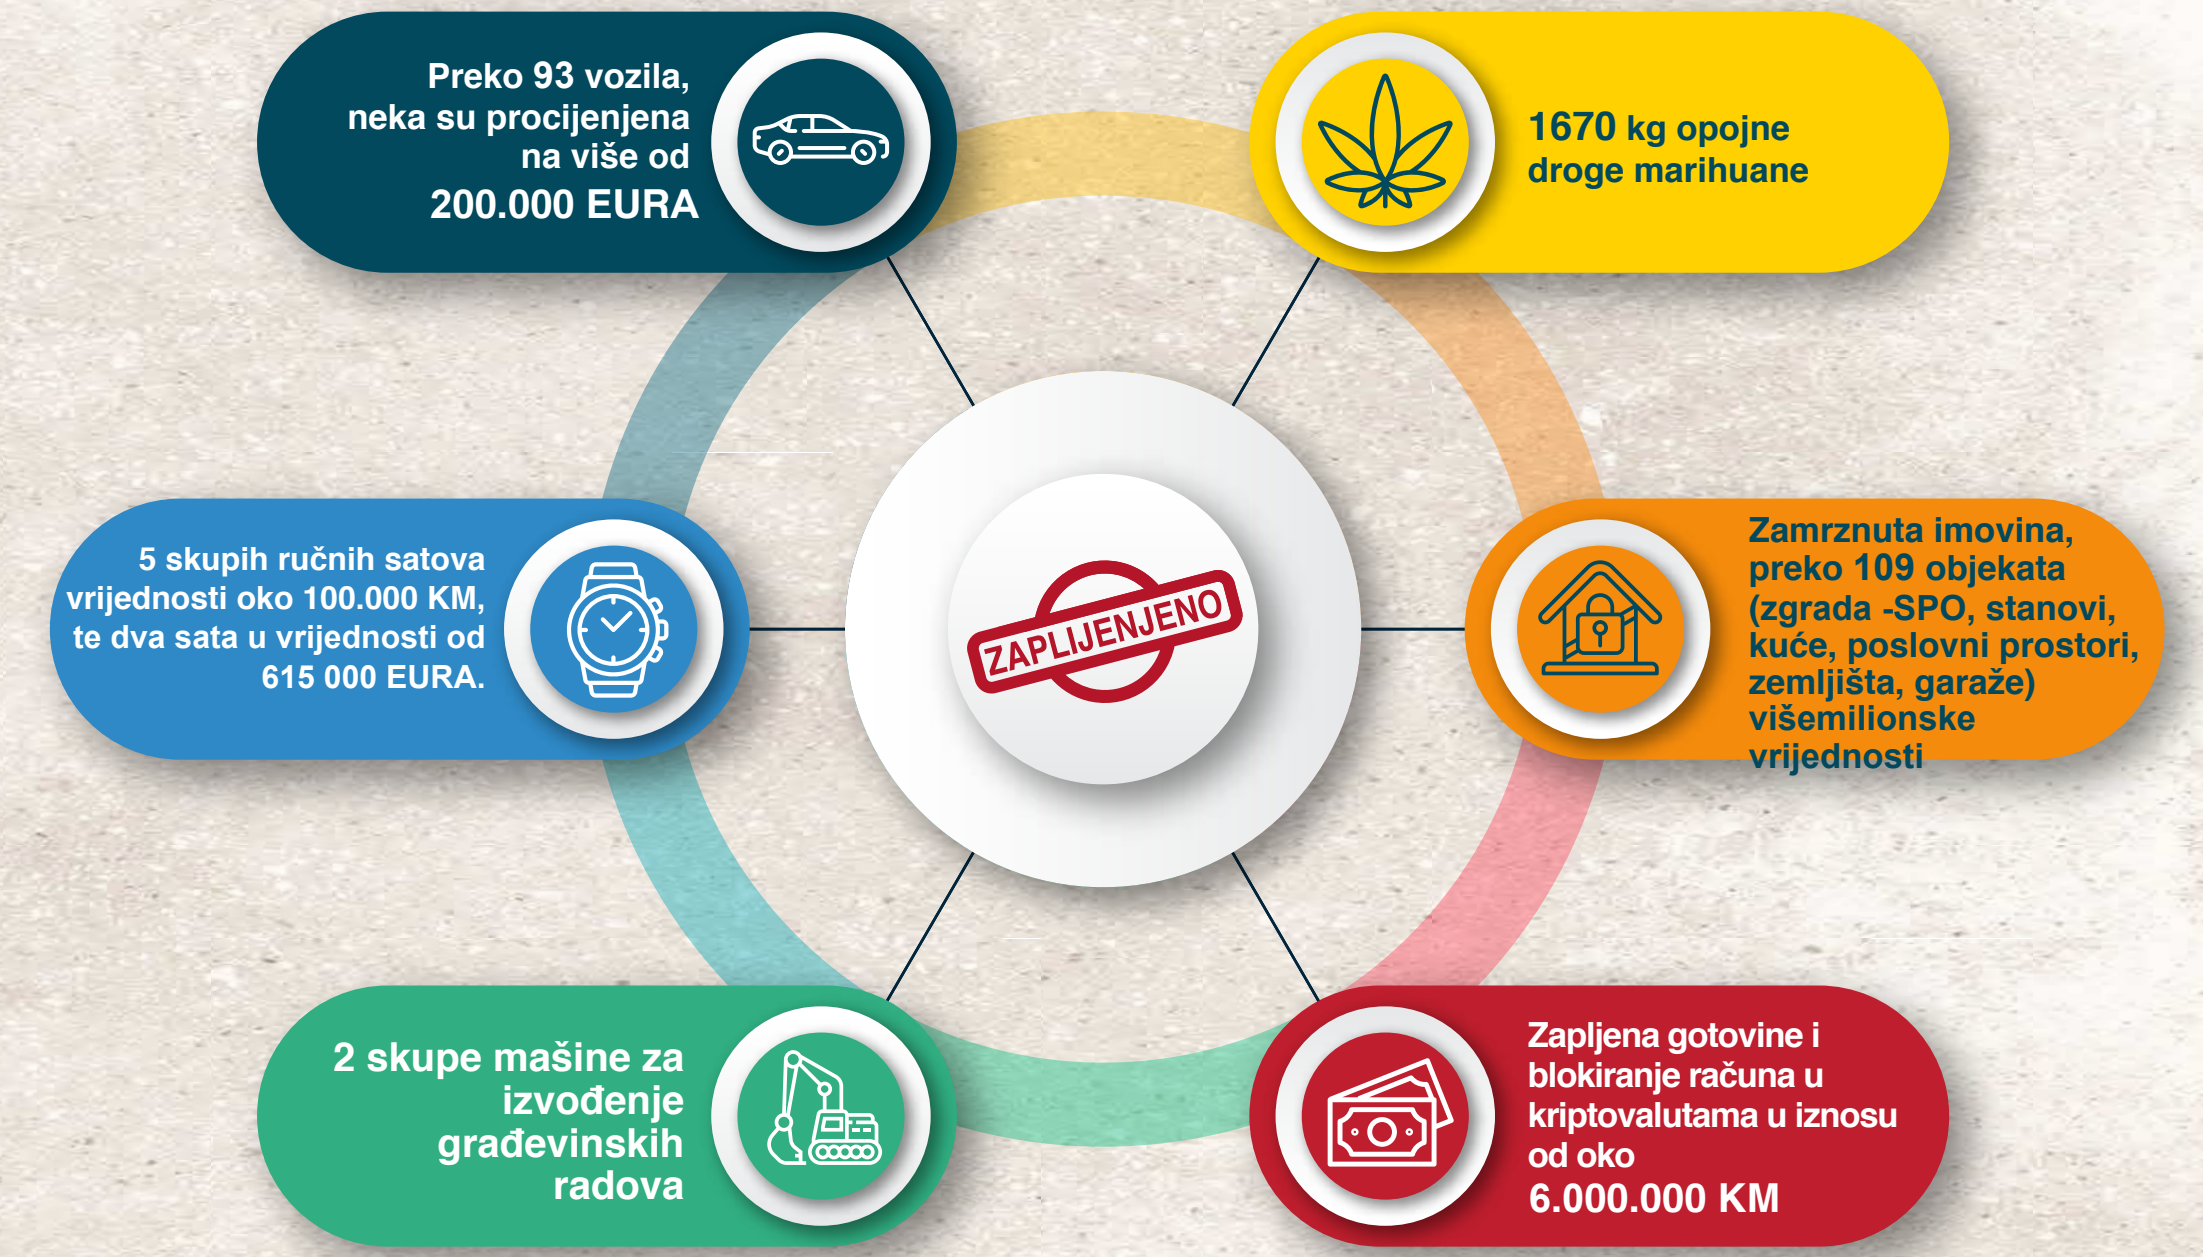 Preko 93 vozila,
neka su procijenjena
na više od
200.000 EURA
1670 kg opojne
droge marihuane
5 skupih ručnih satova
vrijednosti oko 100.000 KM,
te dva sata u vrijednosti od
615 000 EURA.
ZAPLIJENJENO
Zamrznuta imovina,
preko 109 objekata
(zgrada -SPO, stanovi,
kuće, poslovni prostori,
zemljišta, garaže)
višemilionske
vrijednosti
2 skupe mašine za
izvođenje
građevinskih
radova
Zapljena gotovine i
blokiranje računa u
kriptovalutama u iznosu
od oko
6.000.000 KM